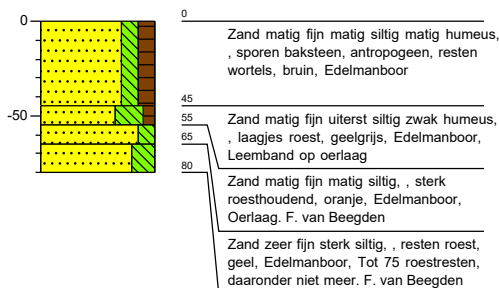 0
0
Zand matig fijn matig siltig matig humeus,
, sporen baksteen, antropogeen, resten
wortels, bruin, Edelmanboor
45
-50
Zand matig fijn uiterst siltig zwak humeus,
, laagjes roest, geelgrijs, Edelmanboor,
Leemband op oerlaag
55
65
Zand matig fijn matig siltig, , sterk
roesthoudend, oranje, Edelmanboor,
Oerlaag. F. van Beegden
80
Zand zeer fijn sterk siltig, , resten roest,
geel, Edelmanboor, Tot 75 roestresten,
daaronder niet meer. F. van Beegden